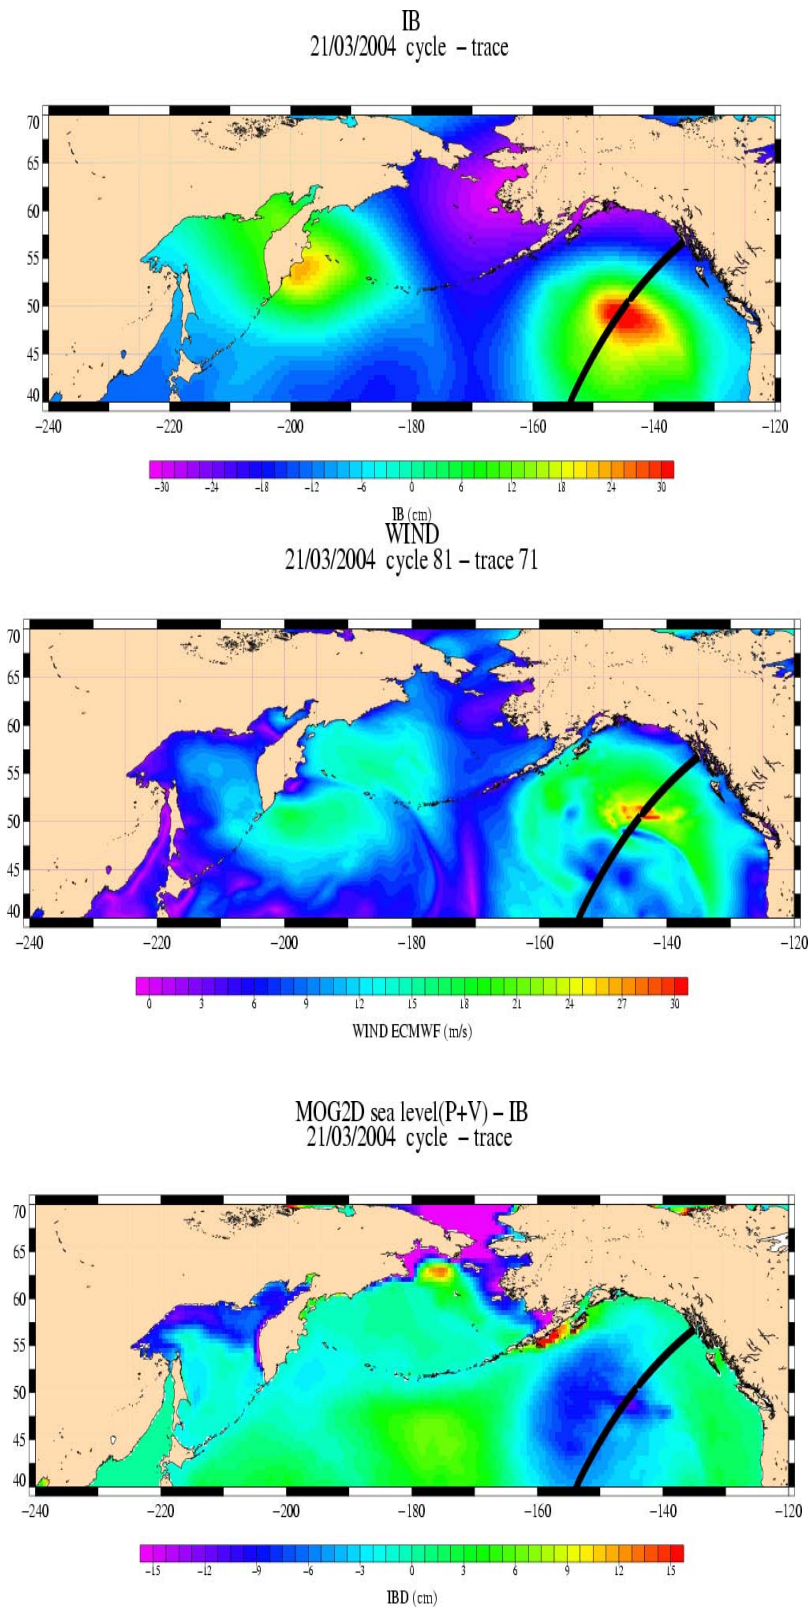 IB
21/03/2004 cycle – trace
70
65
60
55
50
45
40
−240 −220 −200 −180 −160 −140 −120
−30 −24 −18 −12 −6 0 6 12 18 24 30
IB (cm)
WIND
21/03/2004 cycle 81 – trace 71
70
65
60
55
50
45
40
−240 −220 −200 −180 −160 −140 −120
0 3 6 9 12 15 18 21 24 27 30
WIND ECMWF (m/s)
MOG2D sea level(P+V) – IB
21/03/2004 cycle – trace
70
65
60
55
50
45
40
−240 −220 −200 −180 −160 −140 −120
−15 −12 −9 −6 −3 0 3 6 9 12 15
IBD (cm)